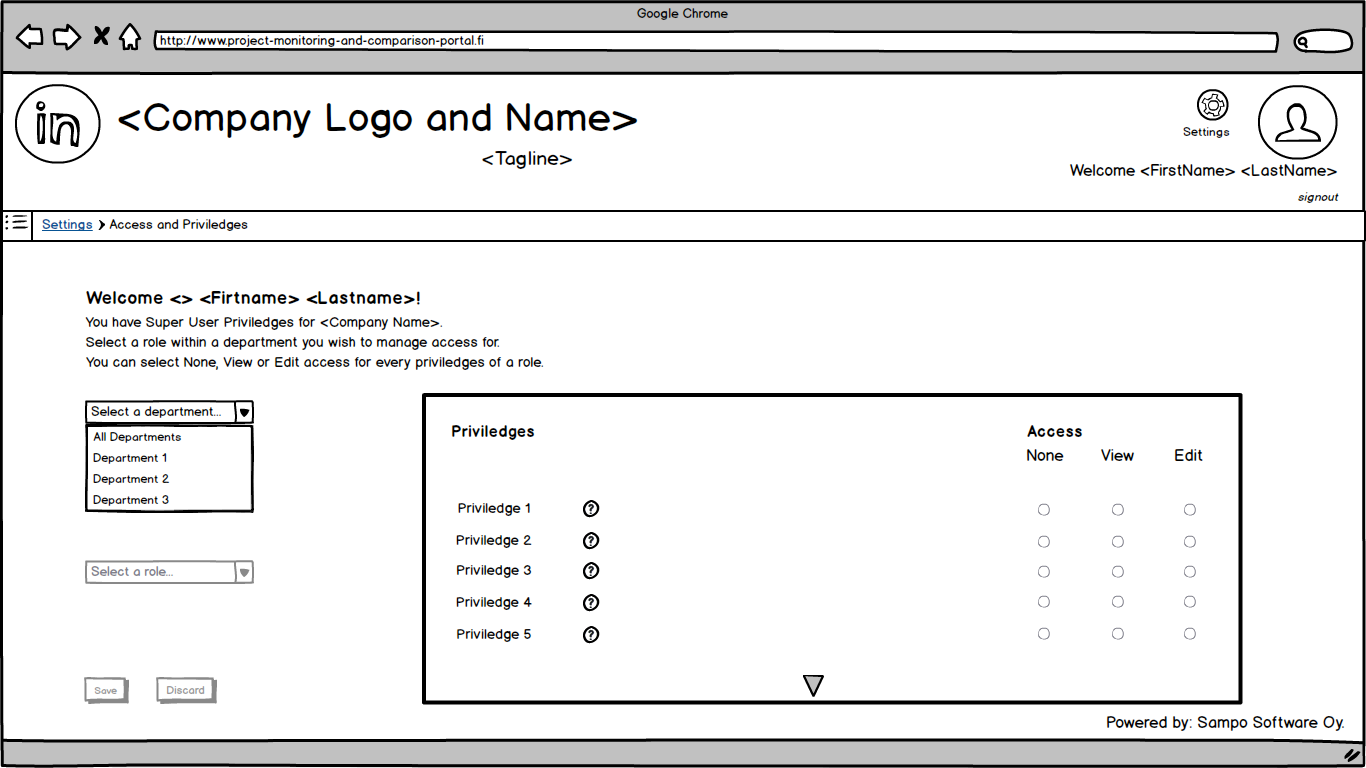 Google Chrome
http://www.project-monitoring-and-comparison-portal.fi
in
<Company Logo and Name>
<Tagline>
Settings
Welcome <FirstName> <LastName>
signout
Settings > Access and Priviledges
Welcome <> <Firtname> <Lastname>!
You have Super User Priviledges for <Company Name>.
Select a role within a department you wish to manage access for.
You can select None, View or Edit access for every priviledges of a role.
Select a department...
All Departments
Department 1
Department 2
Department 3
Select a role...
Save Discard
Priviledges Access
None View Edit
Priviledge 1 ?
Priviledge 2 ?
Priviledge 3 ?
Priviledge 4 ?
Priviledge 5 ?
Powered by: Sampo Software Oy.